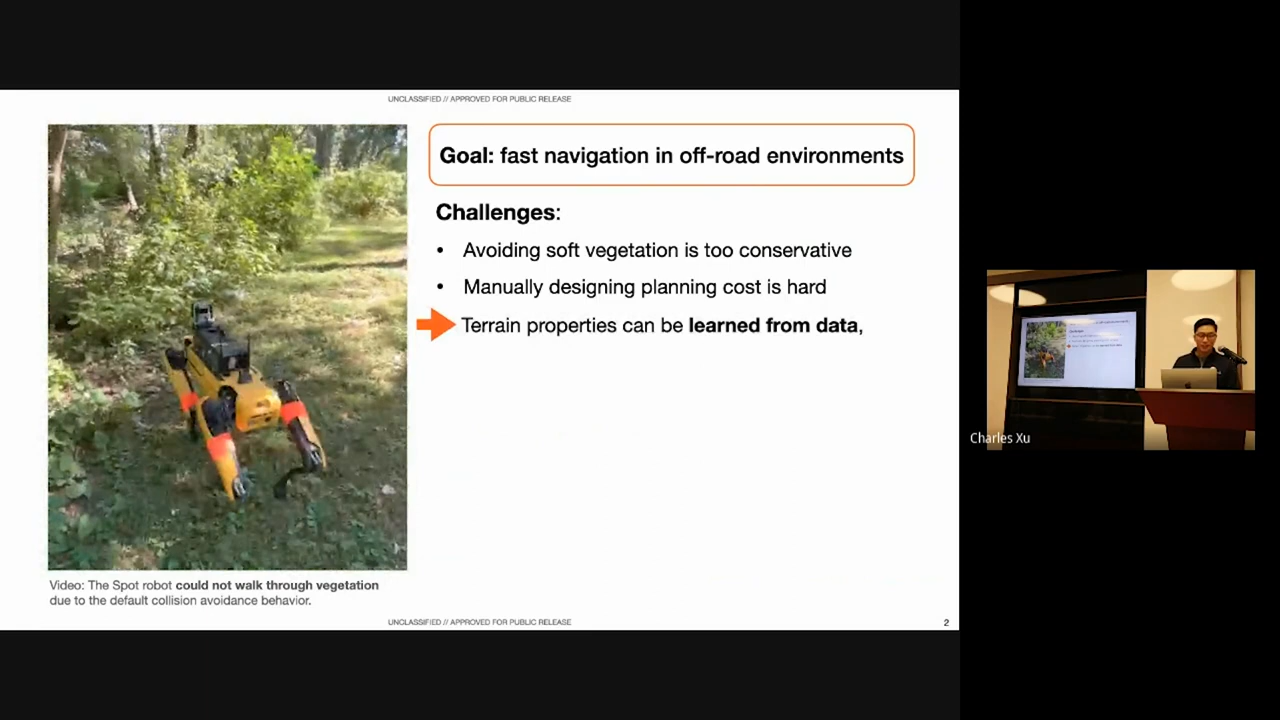 UNCLASSIFIED // APPROVED FOR PUBLIC RELEASE
Goal: fast navigation in off-road environments
Challenges:
• Avoiding soft vegetation is too conservative
• Manually designing planning cost is hard
Terrain properties can be learned from data,
Video: The Spot robot could not walk through vegetation
due to the default collision avoidance behavior.
UNCLASSIFIED // APPROVED FOR PUBLIC RELEASE
2
Charles Xu